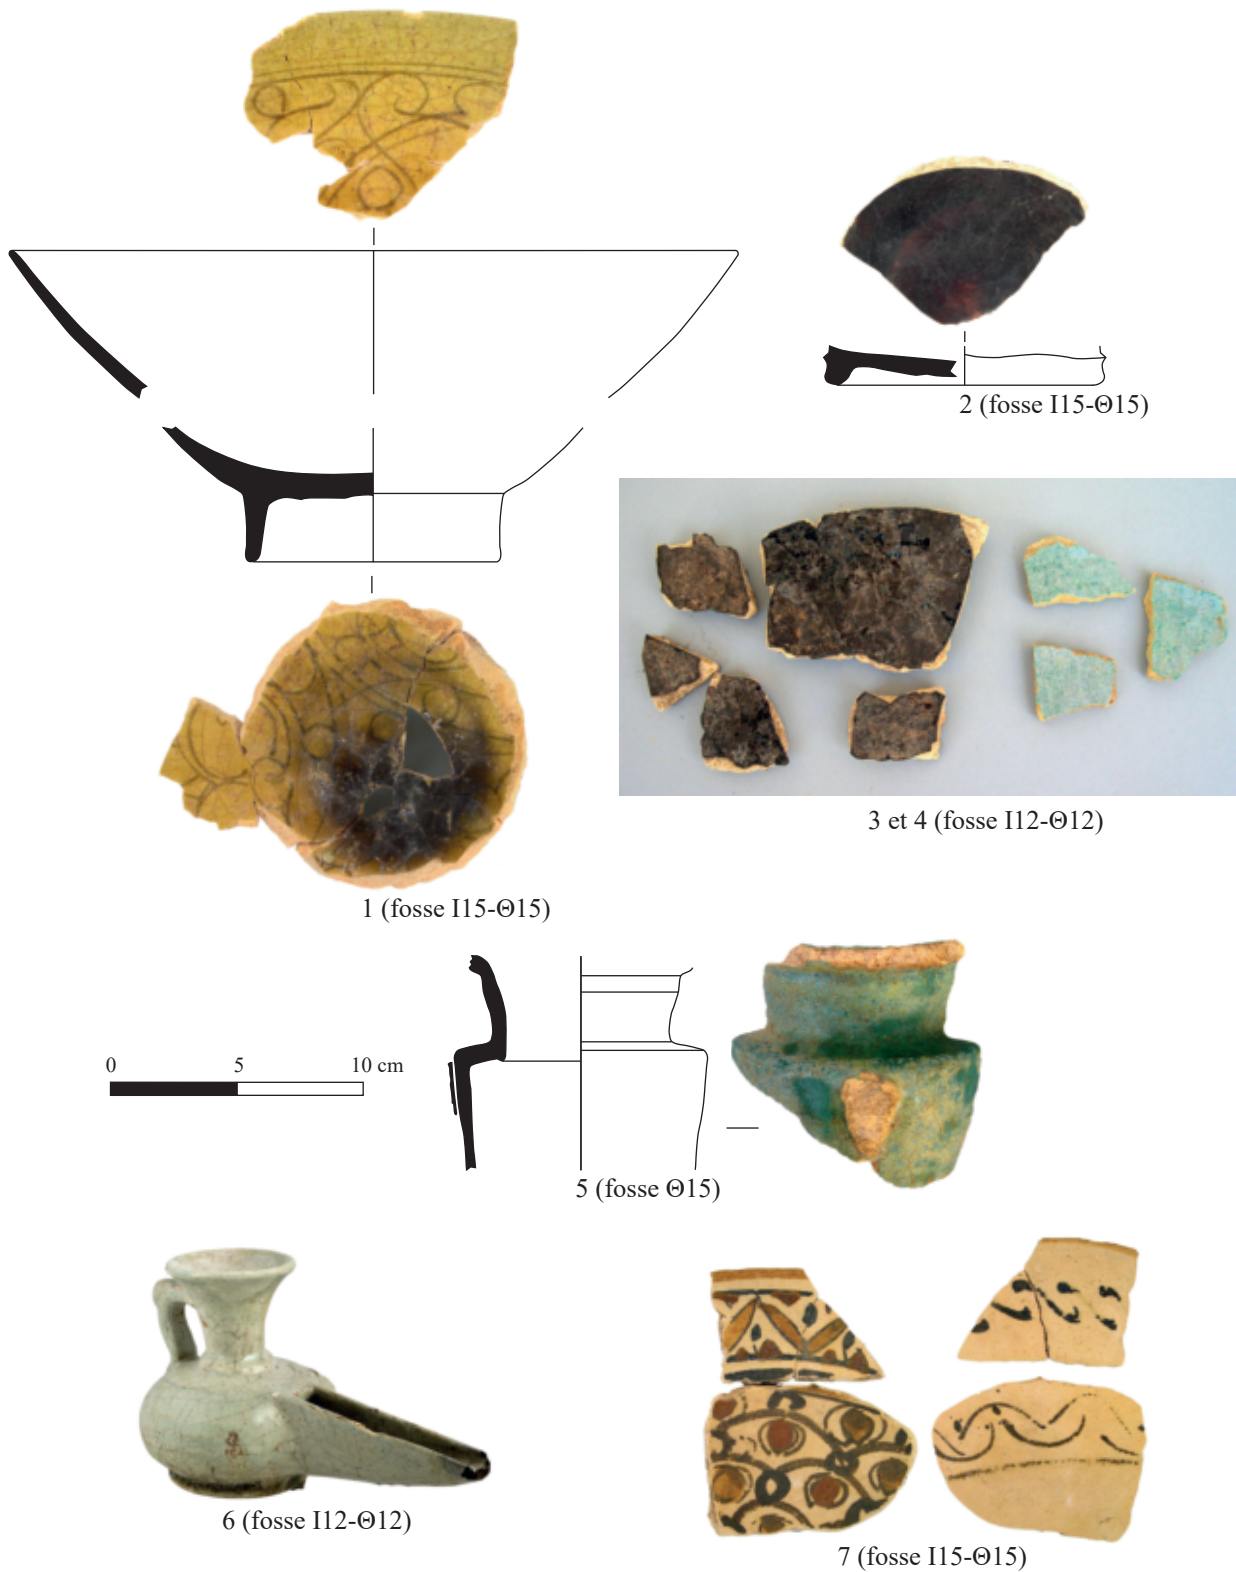 2 (fosse I15-Θ15)
3 et 4 (fosse I12-Θ12)
1 (fosse I15-Θ15)
0 5 10 cm
5 (fosse Θ15)
6 (fosse I12-Θ12)
7 (fosse I15-Θ15)